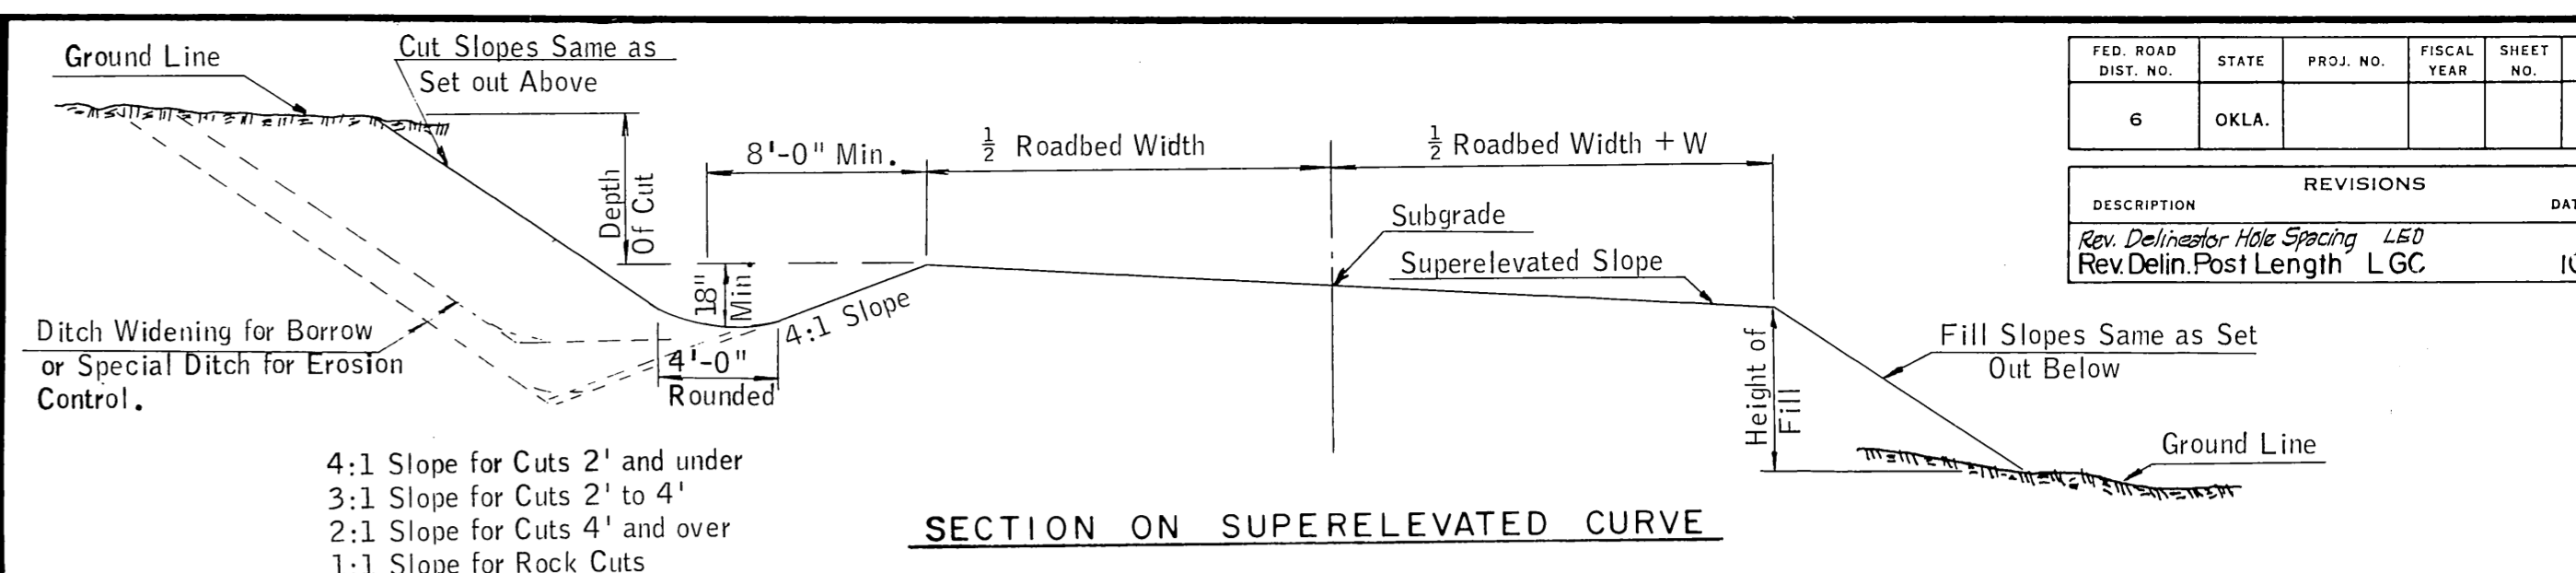 Ground Line
Cut Slopes Same as
Set out Above
8'-0" Min.
1/2 Roadbed Width
1/2 Roadbed Width + W
Depth
Of Cut
18"
Min.
4:1 Slope
4'-0"
Rounded
Subgrade
Superelevated Slope
Ditch Widening for Borrow
or Special Ditch for Erosion
Control.
Height of
Fill
Fill Slopes Same as Set
Out Below
Ground Line
4:1 Slope for Cuts 2' and under
3:1 Slope for Cuts 2' to 4'
2:1 Slope for Cuts 4' and over
1:1 Slope for Rock Cuts
SECTION ON SUPERELEVATED CURVE
FED. ROAD
DIST. NO.
STATE
PROJ. NO.
FISCAL
YEAR
SHEET
NO.
6
OKLA.
REVISIONS
DESCRIPTION
Rev. Delineator Hole Spacing
Rev. Delin. Post Length LGC